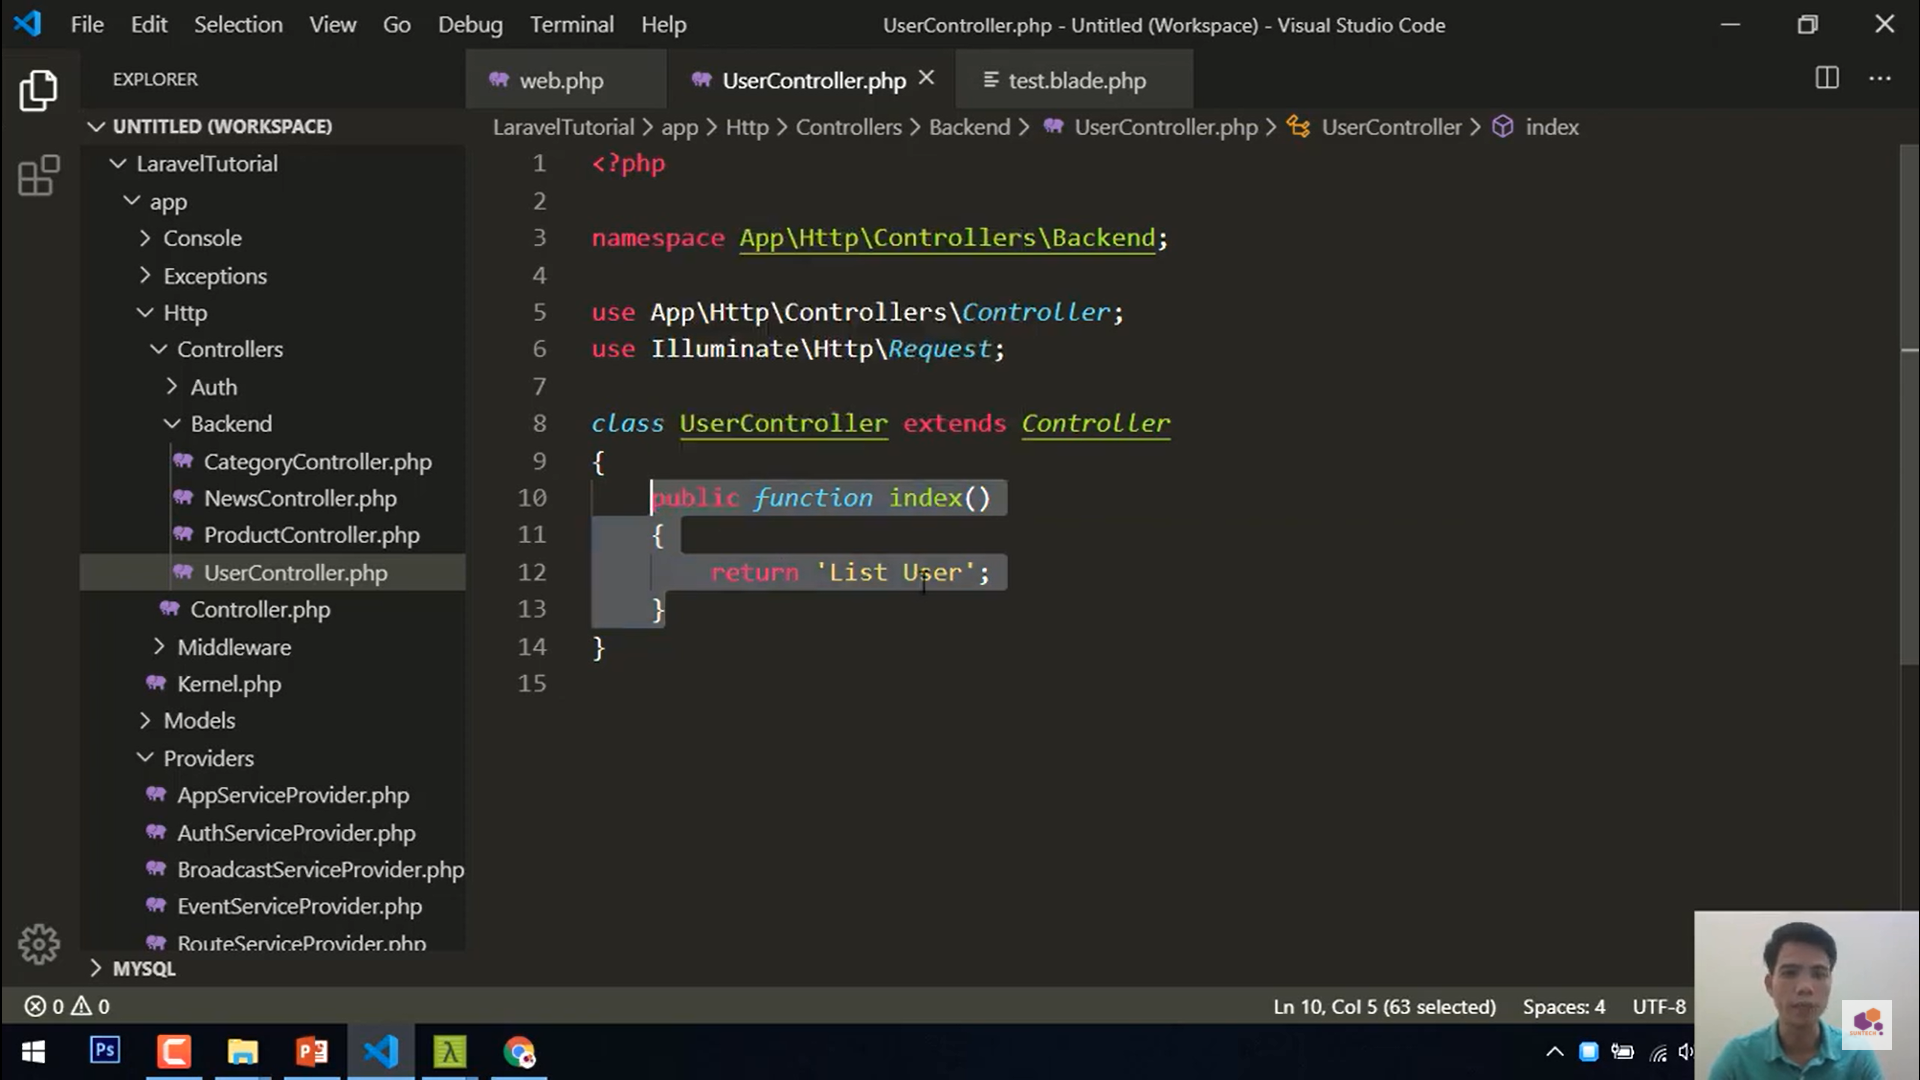 File Edit Selection View Go Debug Terminal Help
UserController.php - Untitled (Workspace) - Visual Studio Code
EXPLORER
web.php
UserController.php
test.blade.php
LaravelTutorial > app > Http > Controllers > Backend > UserController.php > UserController > index
UNTITLED (WORKSPACE)
LaravelTutorial
app
Console
Exceptions
Http
Controllers
Auth
Backend
CategoryController.php
NewsController.php
ProductController.php
UserController.php
Controller.php
Middleware
Kernel.php
Models
Providers
AppServiceProvider.php
AuthServiceProvider.php
BroadcastServiceProvider.php
EventServiceProvider.php
RouteServiceProvider.php
MYSQL
1 <?php
2
3 namespace App\Http\Controllers\Backend;
4
5 use App\Http\Controllers\Controller;
6 use Illuminate\Http\Request;
7
8 class UserController extends Controller
9 {
10 public function index()
11 {
12 return 'List User';
13 }
14 }
15
0 0
Ln 10, Col 5 (63 selected) Spaces: 4 UTF-8
Ps
SUNTECH